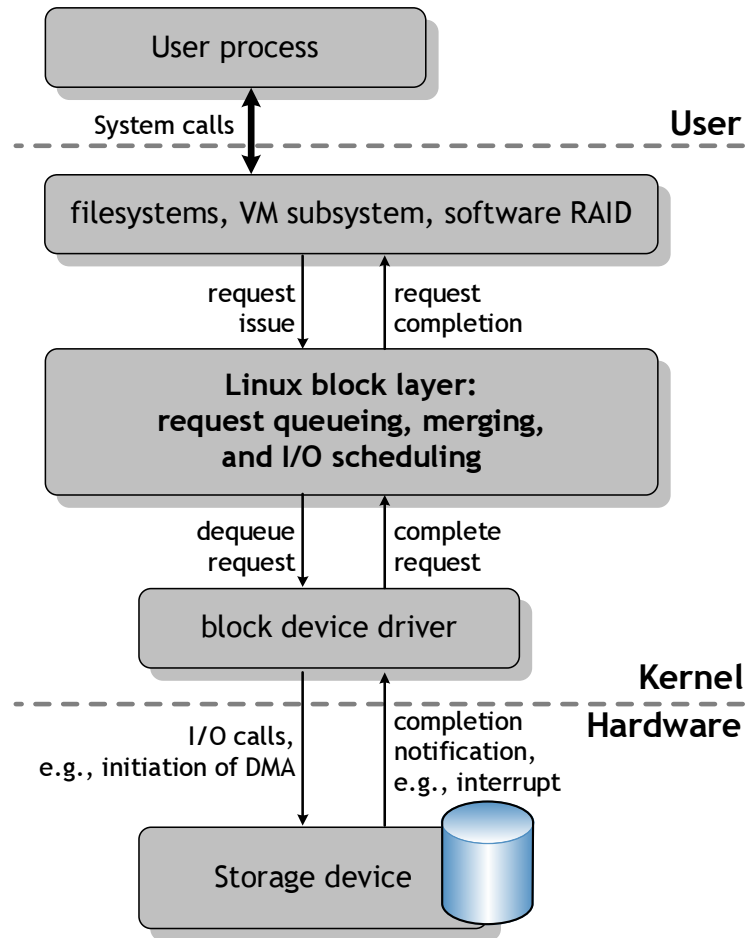 User process
System calls
User
filesystems, VM subsystem, software RAID
request
issue
request
completion
Linux block layer:
request queueing, merging,
and I/O scheduling
dequeue
request
complete
request
block device driver
Kernel
Hardware
I/O calls,
e.g., initiation of DMA
completion
notification,
e.g., interrupt
Storage device